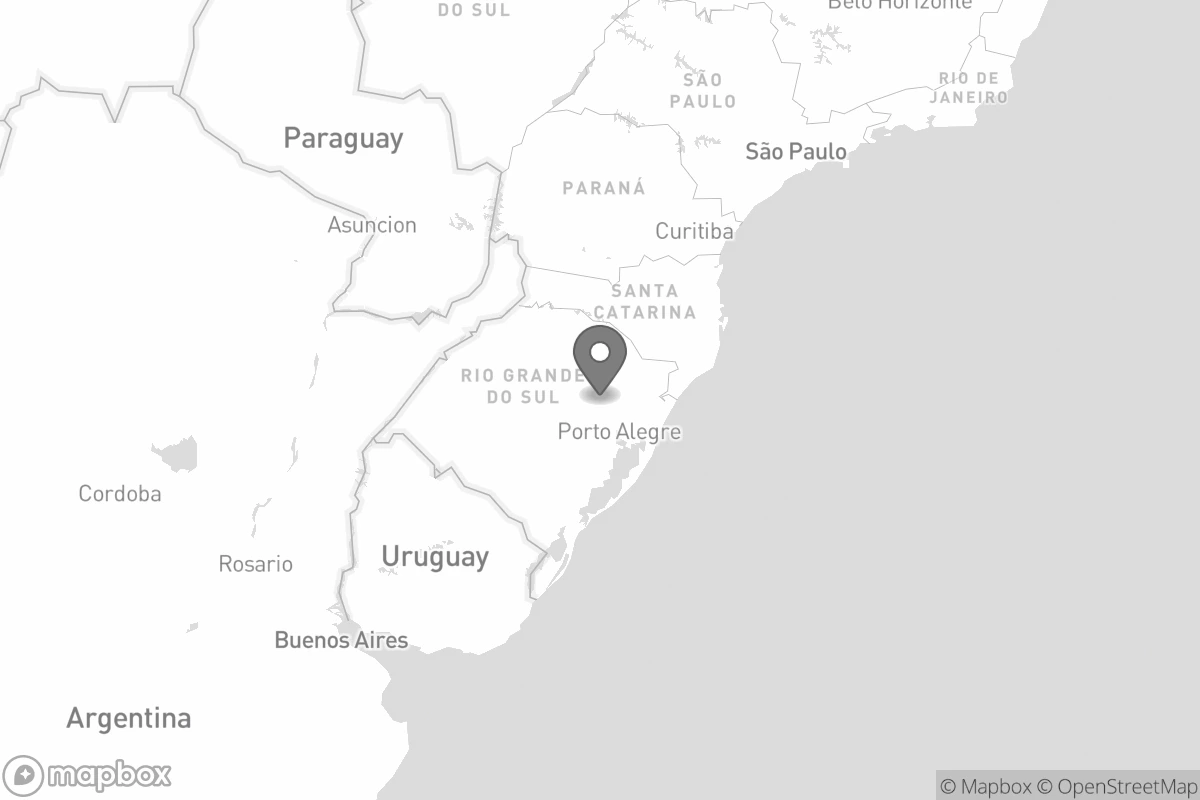 DO SUL
Belo Horizonte
SÃO
PAULO
RIO DE
JANEIRO
Paraguay
São Paulo
PARANÁ
Asuncion
Curitiba
SANTA
CATARINA
RIO GRANDE
DO SUL
Porto Alegre
Cordoba
Rosario
Uruguay
Buenos Aires
Argentina
mapbox
© Mapbox © OpenStreetMap